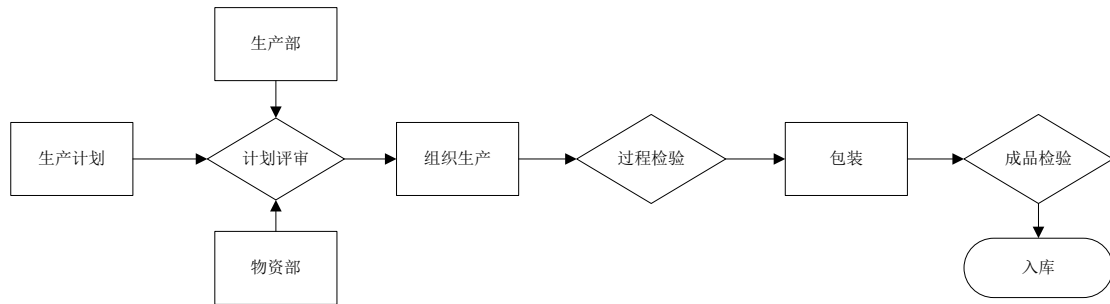 生产部
生产计划
计划评审
组织生产
过程检验
包装
成品检验
物资部
入库